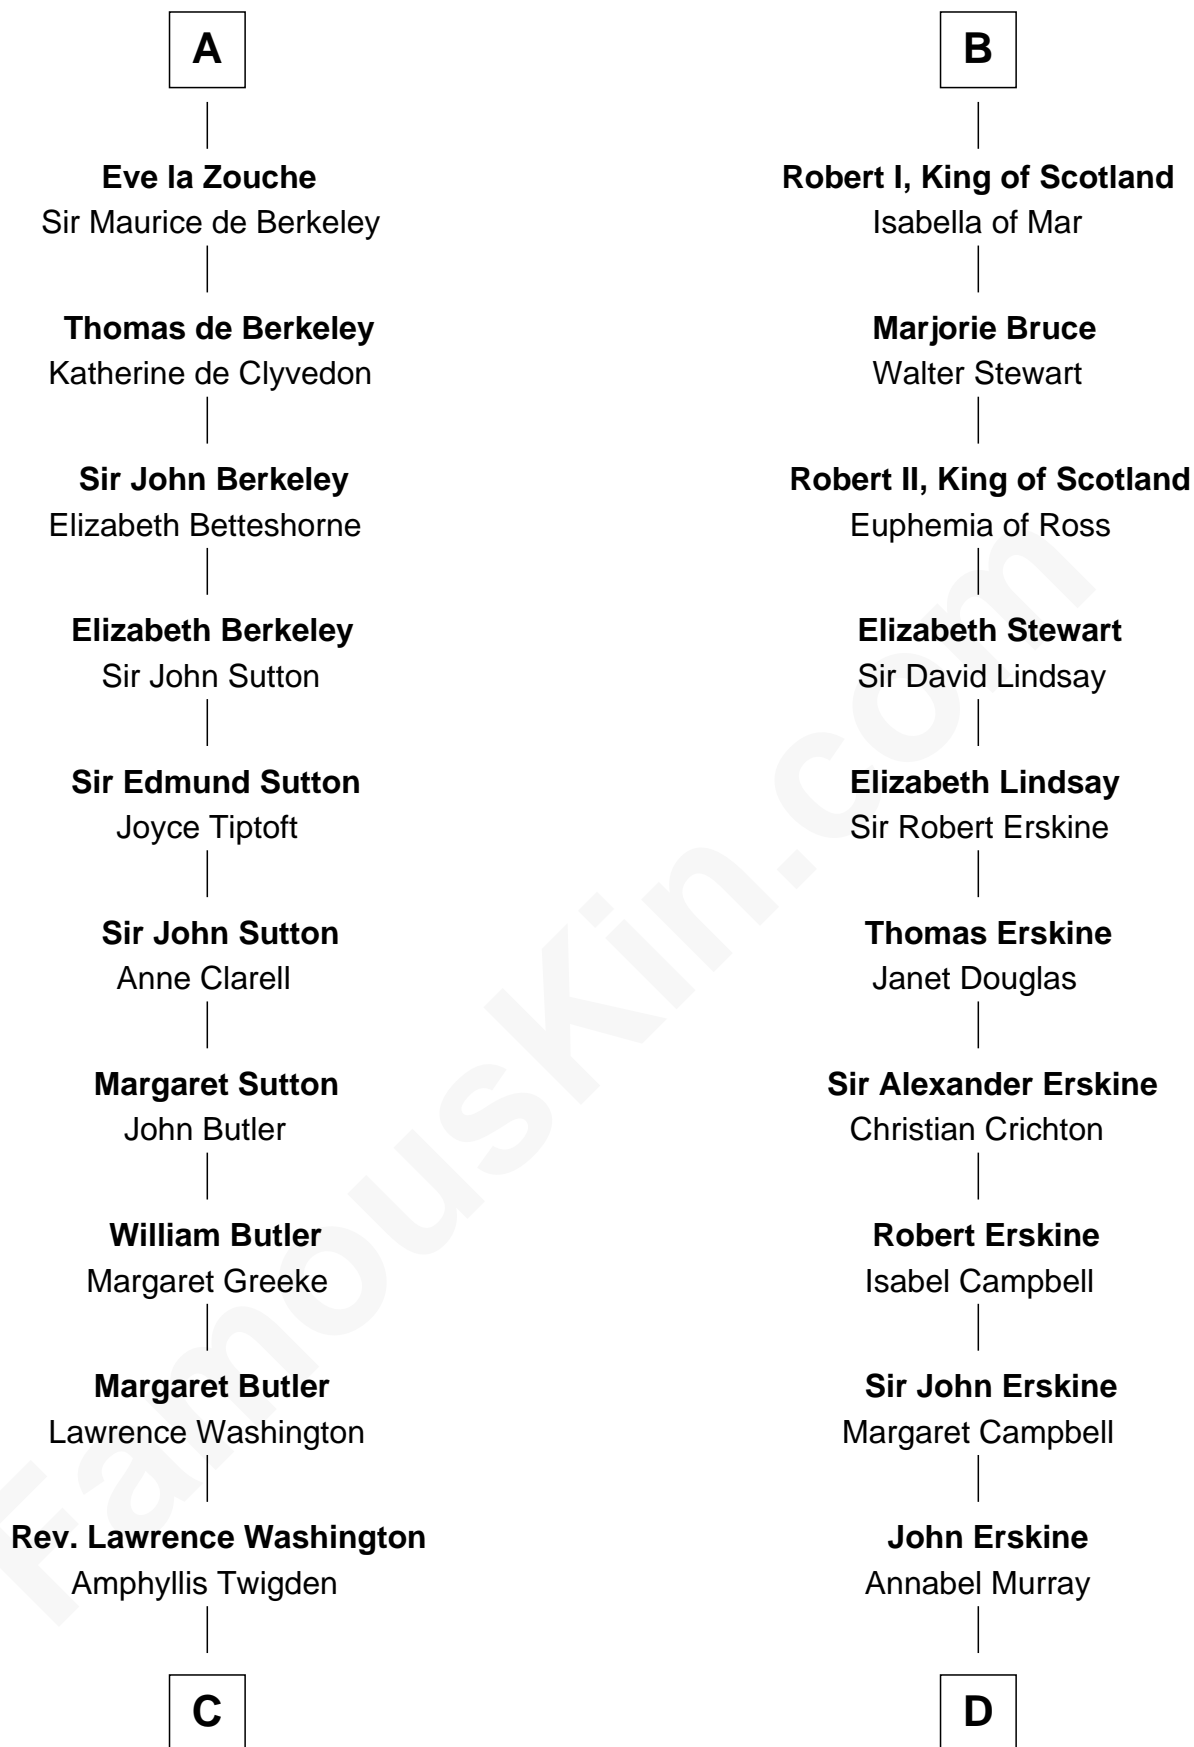 A
Eve la Zouche
Sir Maurice de Berkeley
Thomas de Berkeley
Katherine de Clyvedon
Sir John Berkeley
Elizabeth Betteshorne
Elizabeth Berkeley
Sir John Sutton
Sir Edmund Sutton
Joyce Tiptoft
Sir John Sutton
Anne Clarell
Margaret Sutton
John Butler
William Butler
Margaret Greeke
Margaret Butler
Lawrence Washington
Rev. Lawrence Washington
Amphyllis Twigden
C
B
Robert I, King of Scotland
Isabella of Mar
Marjorie Bruce
Walter Stewart
Robert II, King of Scotland
Euphemia of Ross
Elizabeth Stewart
Sir David Lindsay
Elizabeth Lindsay
Sir Robert Erskine
Thomas Erskine
Janet Douglas
Sir Alexander Erskine
Christian Crichton
Robert Erskine
Isabel Campbell
Sir John Erskine
Margaret Campbell
John Erskine
Annabel Murray
D
FamousKin.com